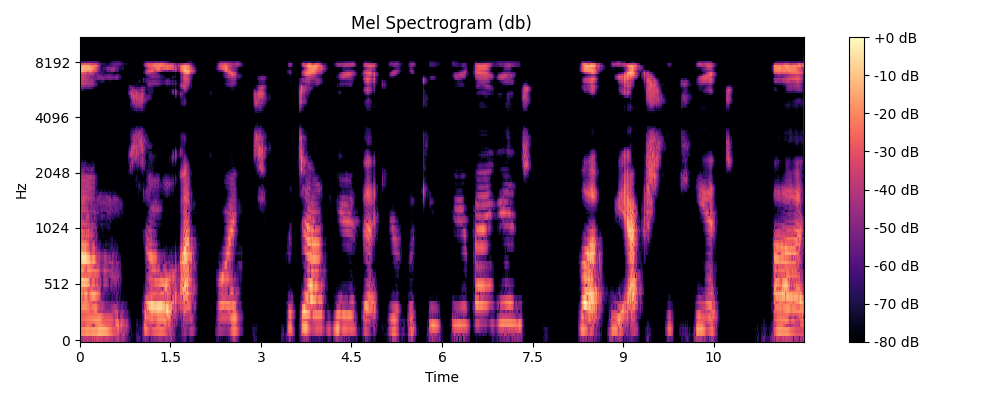 Mel Spectrogram (db)
8192
4096
2048
1024
512
0
Hz
0 1.5 3 4.5 6 7.5 9 10
Time
+0 dB
-10 dB
-20 dB
-30 dB
-40 dB
-50 dB
-60 dB
-70 dB
-80 dB